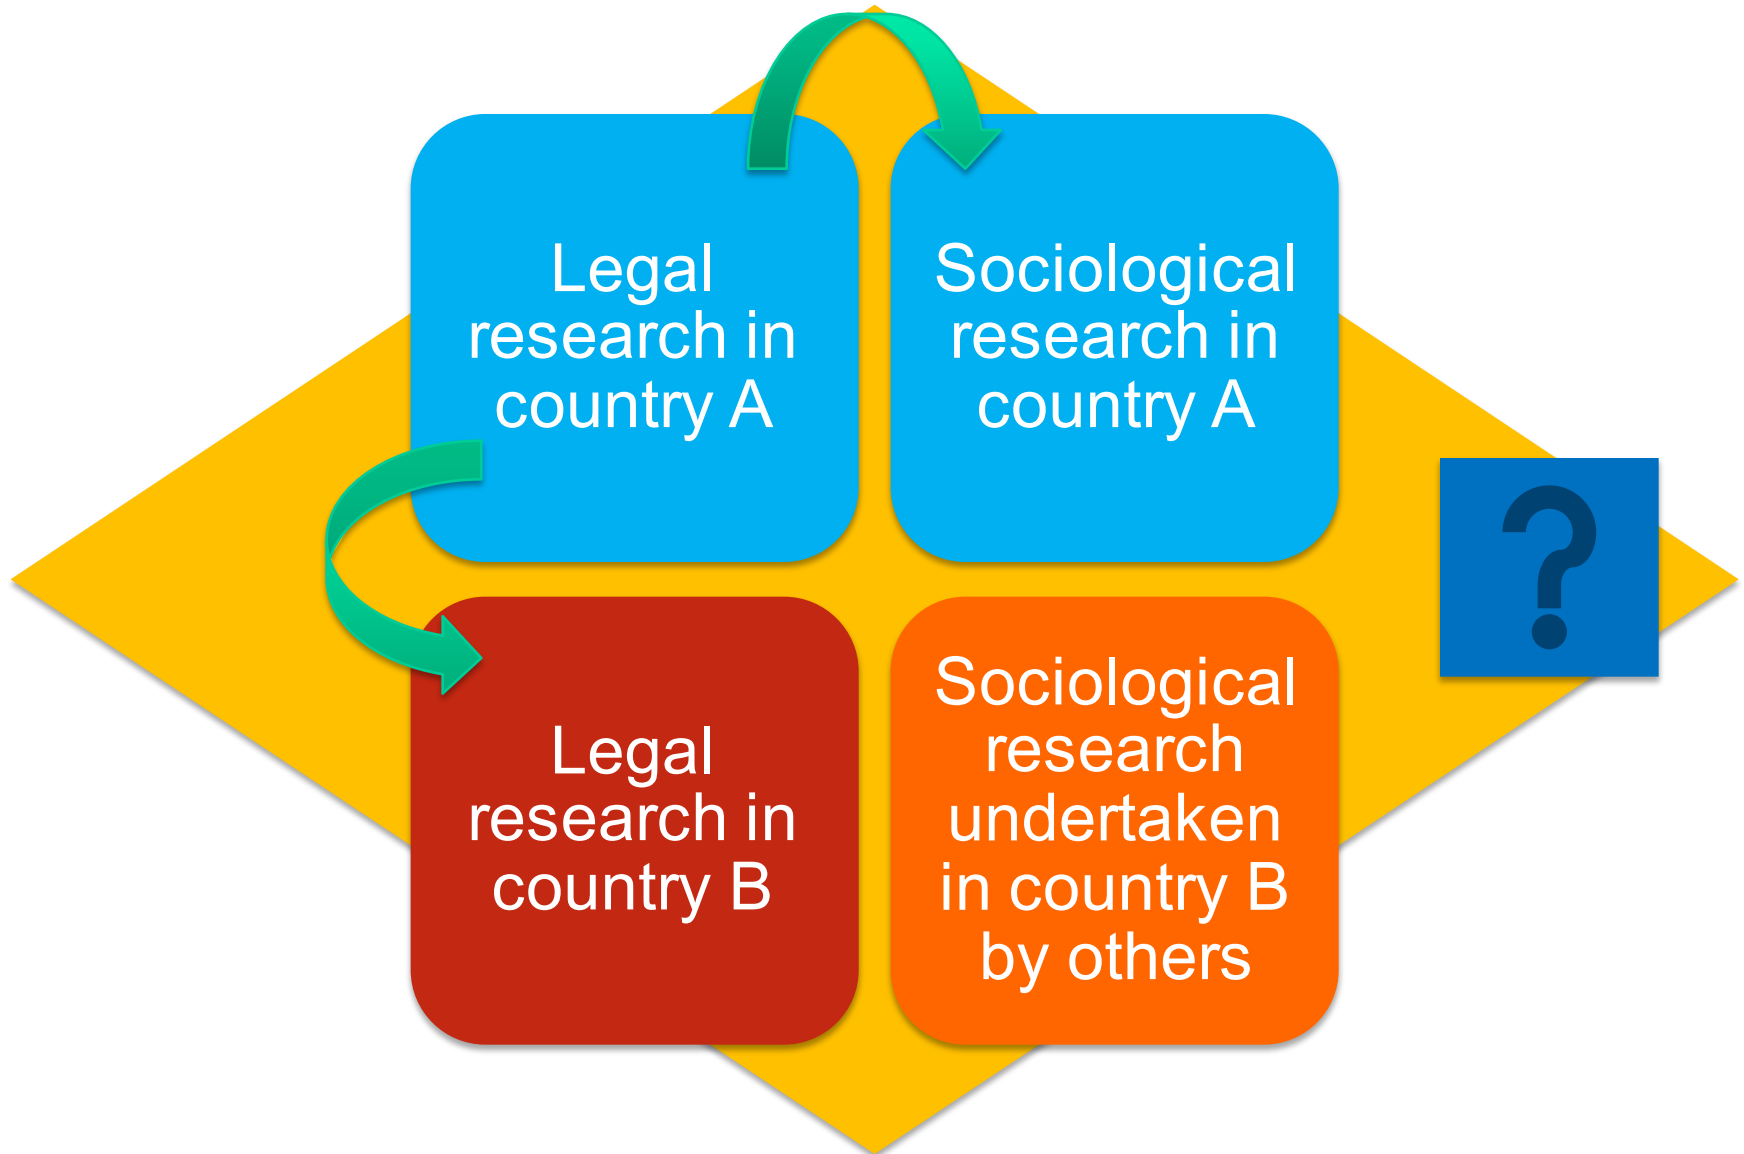 Legal
research in
country A
Sociological
research in
country A
?
Legal
research in
country B
Sociological
research
undertaken
in country B
by others